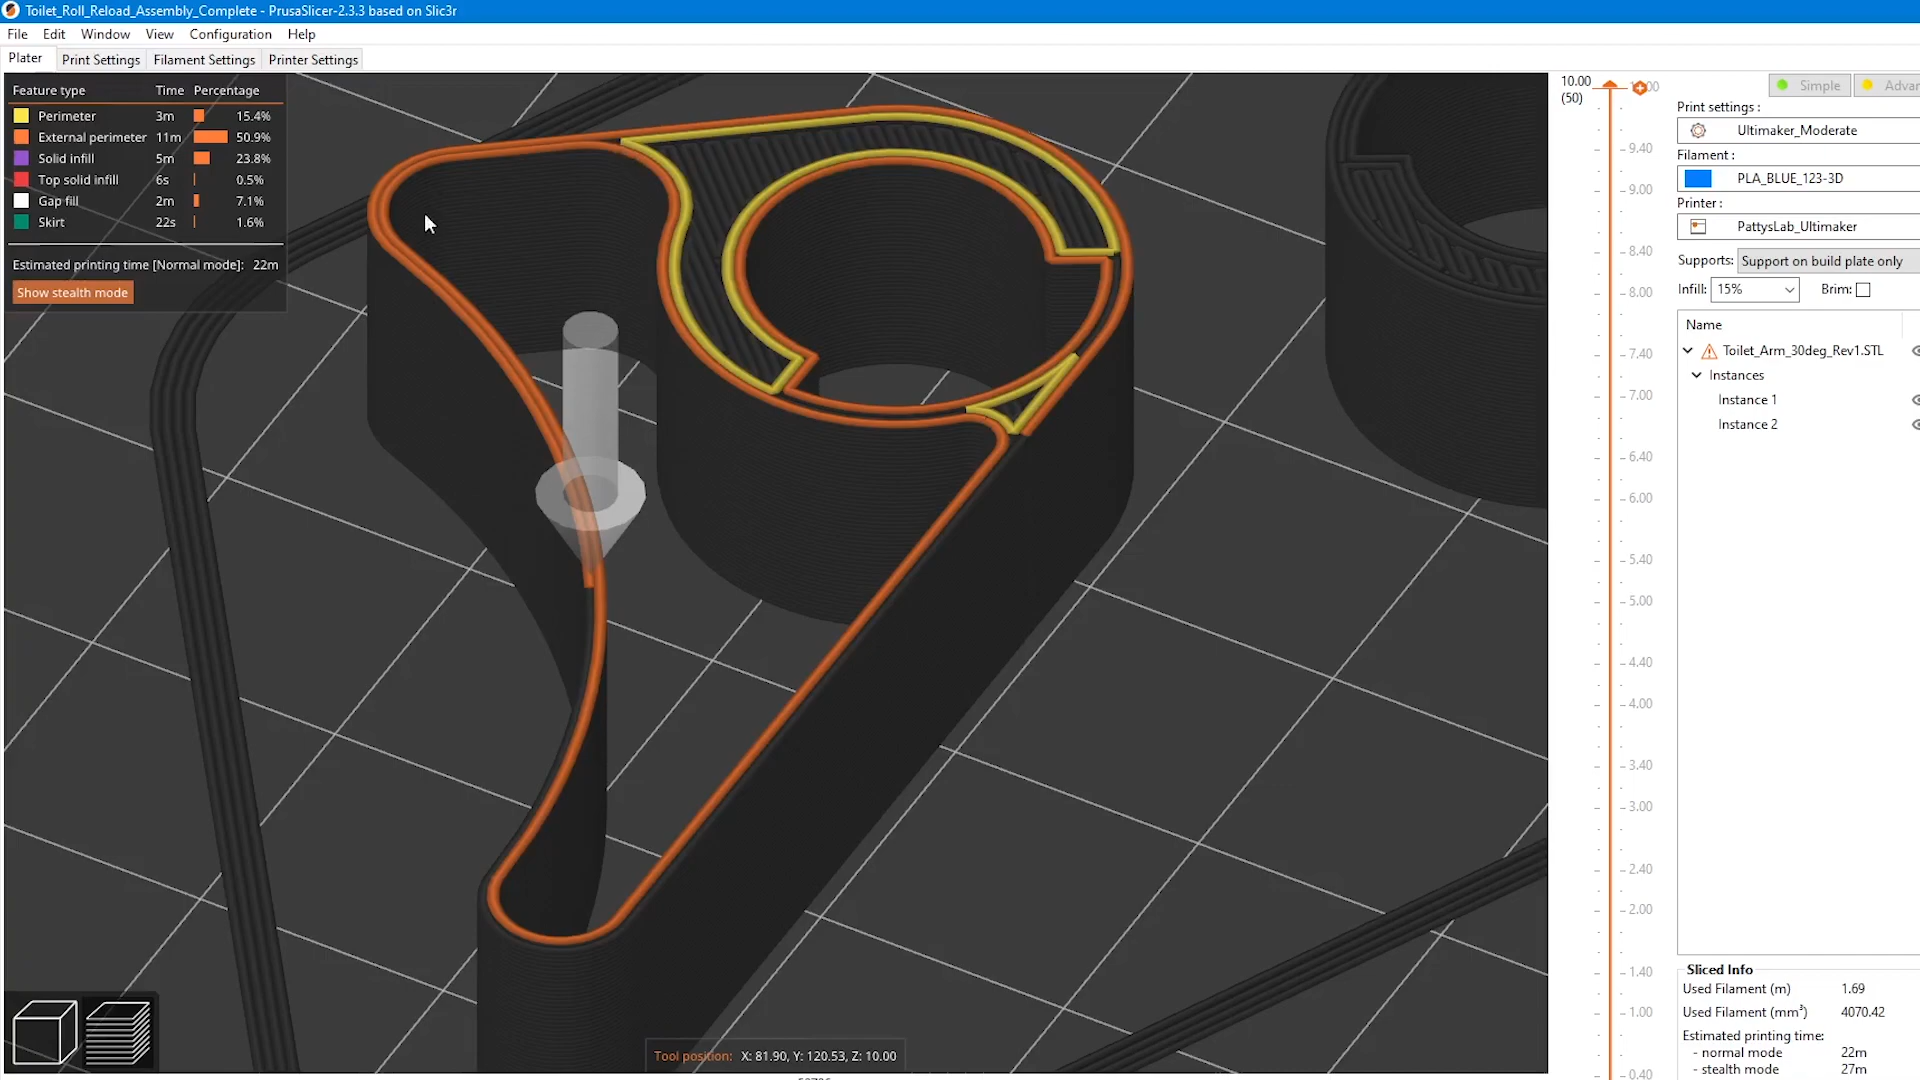 Toilet_Roll_Reload_Assembly_Complete - PrusaSlicer-2.3.3 based on Slic3r
File Edit Window View Configuration Help
Plater Print Settings Filament Settings Printer Settings
Feature type Time Percentage
Perimeter 3m 15.4%
External perimeter 11m 50.9%
Solid infill 5m 23.8%
Top solid infill 6s 0.5%
Gap fill 2m 7.1%
Skirt 22s 1.6%
Estimated printing time [Normal mode]: 22m
Show stealth mode
Tool position: X: 81.90, Y: 120.53, Z: 10.00
10.00
(50)
9.40
9.00
8.40
8.00
7.40
7.00
6.40
6.00
5.40
5.00
4.40
4.00
3.40
3.00
2.40
2.00
1.40
1.00
0.40
Simple
Print settings :
Ultimaker_Moderate
Filament :
PLA_BLUE_123-3D
Printer :
PattysLab_Ultimaker
Supports: Support on build plate only
Infill: 15% Brim:
Name
Toilet_Arm_30deg_Rev1.STL
Instances
Instance 1
Instance 2
Sliced Info
Used Filament (m) 1.69
Used Filament (mm³) 4070.42
Estimated printing time:
- normal mode 22m
- stealth mode 27m